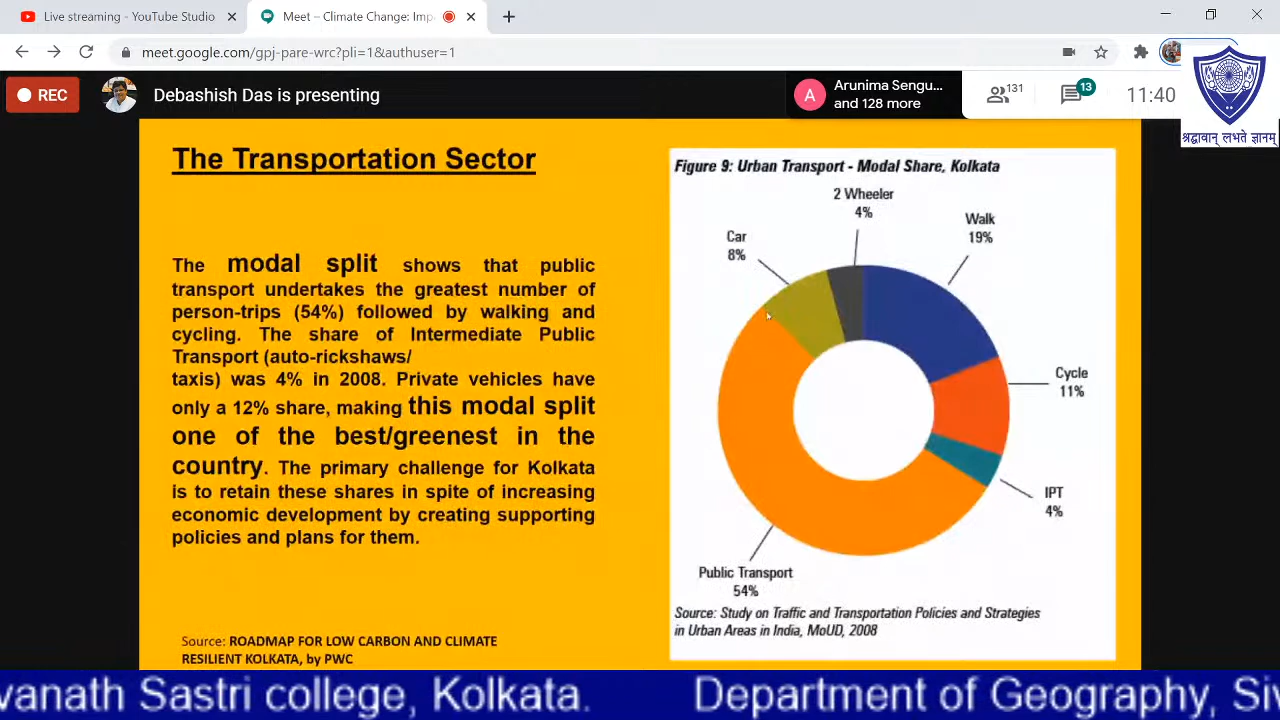 Live streaming - YouTube Studio
Meet – Climate Change: Imp
meet.google.com/gpj-pare-wrc?pli=1&authuser=1
REC
Debashish Das is presenting
A
Arunima Sengu...
and 128 more
131
13
11:40
श्रद्धावान् लभते ज्ञानम्
The Transportation Sector
The modal split shows that public
transport undertakes the greatest number of
person-trips (54%) followed by walking and
cycling. The share of Intermediate Public
Transport (auto-rickshaws/
taxis) was 4% in 2008. Private vehicles have
only a 12% share, making this modal split
one of the best/greenest in the
country. The primary challenge for Kolkata
is to retain these shares in spite of increasing
economic development by creating supporting
policies and plans for them.
Source: ROADMAP FOR LOW CARBON AND CLIMATE
RESILIENT KOLKATA, by PWC
Figure 9: Urban Transport - Modal Share, Kolkata
2 Wheeler
4%
Walk
19%
Car
8%
Cycle
11%
IPT
4%
Public Transport
54%
Source: Study on Traffic and Transportation Policies and Strategies
in Urban Areas in India, MoUD, 2008
vanath Sastri college, Kolkata. Department of Geography, Siv